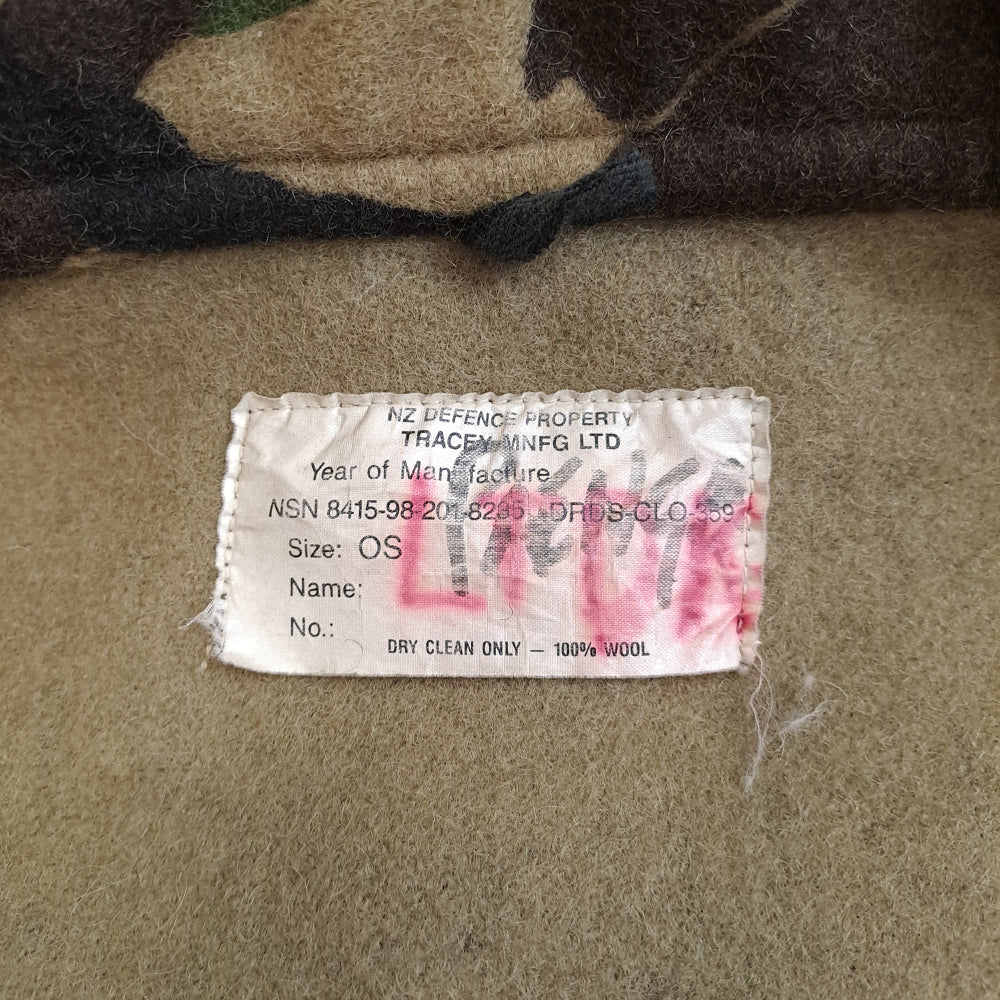 NZ DEFENCE PROPERTY
TRACEY MNFG LTD
Year of Manufacture
NSN 8415-98-201-8285 DRDS-CLO-359
Size: OS
Name:
No.:
DRY CLEAN ONLY – 100% WOOL